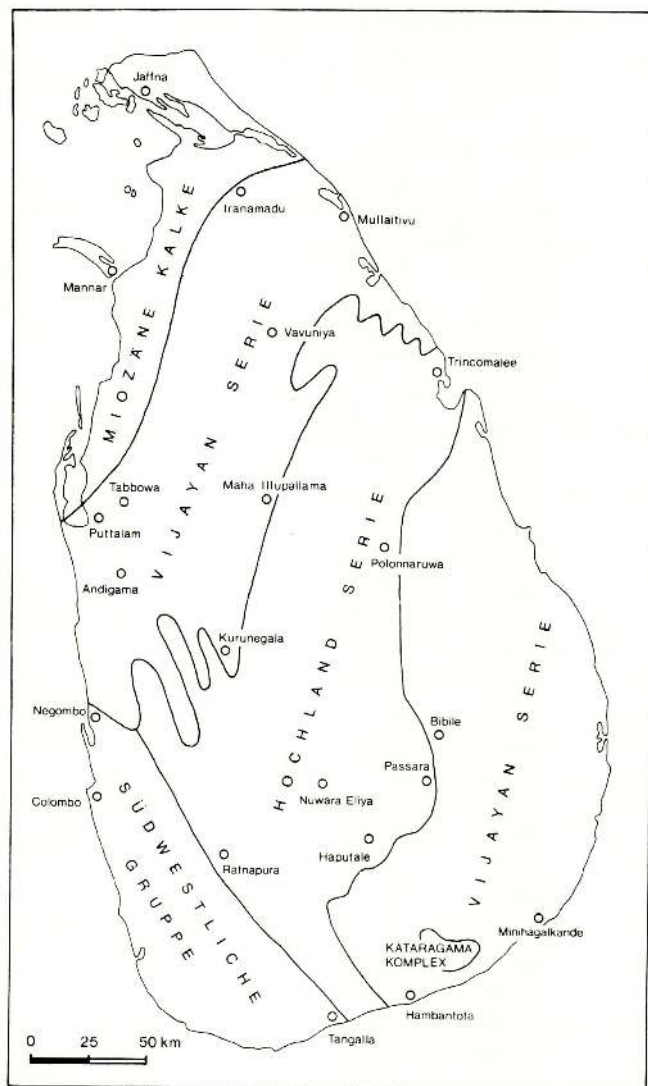 Jaffna
Iranamadu
Mullaitivu
Mannar
MIOZÄNE KALKE
Vavuniya
VIJAYAN SERIE
Trincomalee
Tabbowa
Maha Illupallama
Puttalam
Polonnaruwa
Andigama
HOCHLAND SERIE
Kurunegala
Negombo
Bibile
VIJAYAN SERIE
Passara
Colombo
Nuwara Eliya
SÜDWESTLICHE
GRUPPE
Ratnapura
Haputale
Minihagalkande
KATARAGAMA
KOMPLEX
Hambantota
Tangalla
0 25 50 km